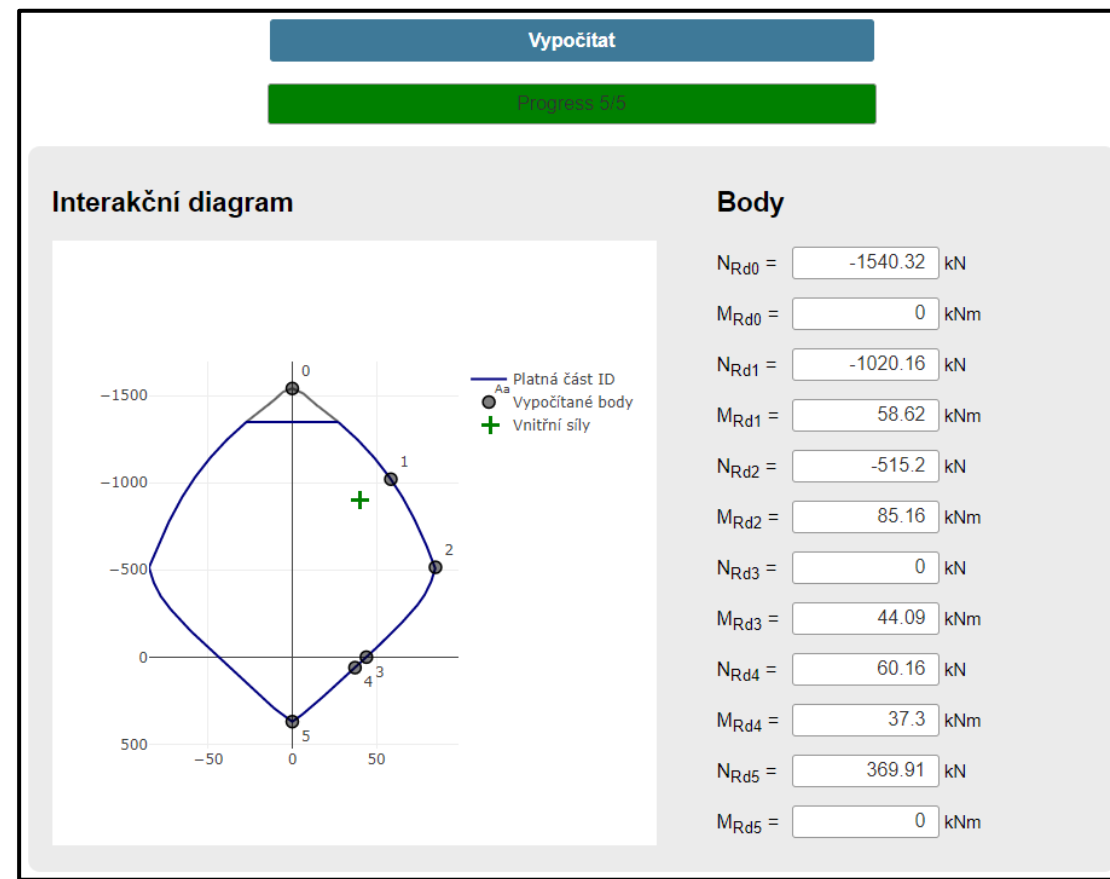 Vypočítat
Progress 5/5
Interakční diagram
Body
0
−1500
1
−1000
2
−500
0
3
4
5
500
−50
0
50
Platná část ID
Aa
Vypočítané body
Vnitřní síly
NRd0 = -1540.32 kN
MRd0 = 0 kNm
NRd1 = -1020.16 kN
MRd1 = 58.62 kNm
NRd2 = -515.2 kN
MRd2 = 85.16 kNm
NRd3 = 0 kN
MRd3 = 44.09 kNm
NRd4 = 60.16 kN
MRd4 = 37.3 kNm
NRd5 = 369.91 kN
MRd5 = 0 kNm